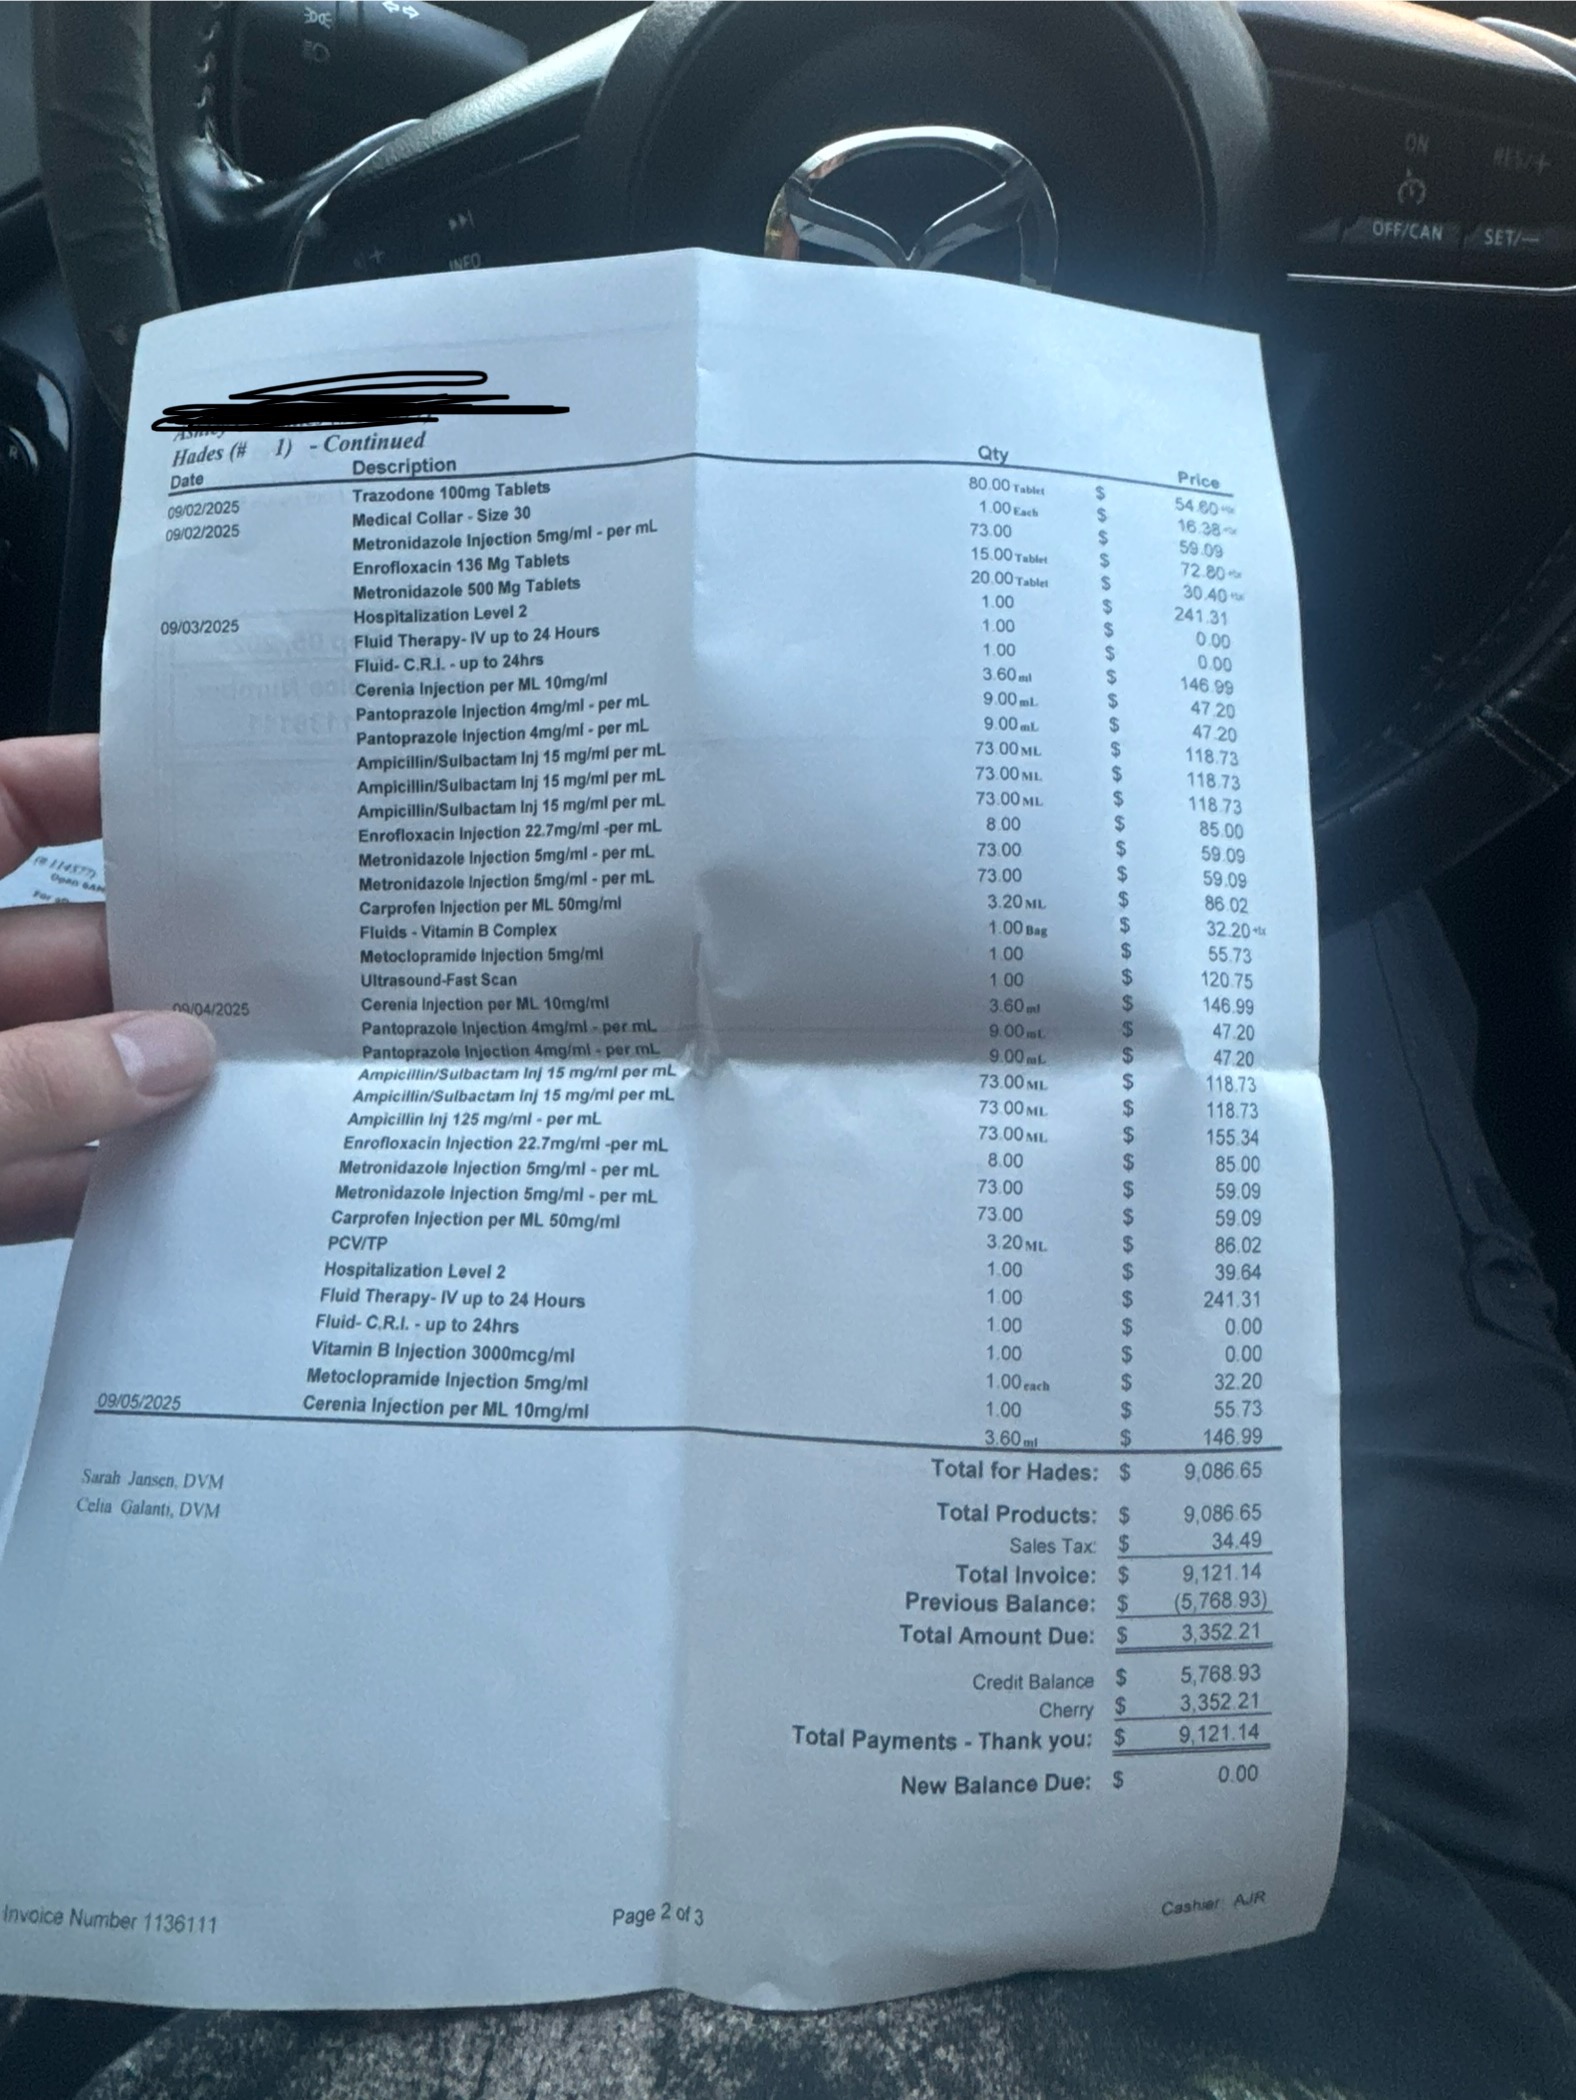 Hades (# 1) - Continued
Date Description Qty Price
09/02/2025 Trazodone 100mg Tablets 80.00 Tablet $ 54.60 +tx
09/02/2025 Medical Collar - Size 30 1.00 Each $ 16.38 +tx
Metronidazole Injection 5mg/ml - per mL 73.00 $ 59.09
Enrofloxacin 136 Mg Tablets 15.00 Tablet $ 72.80 +tx
Metronidazole 500 Mg Tablets 20.00 Tablet $ 30.40 +tx
09/03/2025 Hospitalization Level 2 1.00 $ 241.31
Fluid Therapy- IV up to 24 Hours 1.00 $ 0.00
Fluid- C.R.I. - up to 24hrs 1.00 $ 0.00
Cerenia Injection per ML 10mg/ml 3.60 ml $ 146.99
Pantoprazole Injection 4mg/ml - per mL 9.00 mL $ 47.20
Pantoprazole Injection 4mg/ml - per mL 9.00 mL $ 47.20
Ampicillin/Sulbactam Inj 15 mg/ml per mL 73.00 ML $ 118.73
Ampicillin/Sulbactam Inj 15 mg/ml per mL 73.00 ML $ 118.73
Ampicillin/Sulbactam Inj 15 mg/ml per mL 73.00 ML $ 118.73
Enrofloxacin Injection 22.7mg/ml -per mL 8.00 $ 85.00
Metronidazole Injection 5mg/ml - per mL 73.00 $ 59.09
Metronidazole Injection 5mg/ml - per mL 73.00 $ 59.09
Carprofen Injection per ML 50mg/ml 3.20 ML $ 86.02
Fluids - Vitamin B Complex 1.00 Bag $ 32.20 +tx
Metoclopramide Injection 5mg/ml 1.00 $ 55.73
Ultrasound-Fast Scan 1.00 $ 120.75
09/04/2025 Cerenia Injection per ML 10mg/ml 3.60 ml $ 146.99
Pantoprazole Injection 4mg/ml - per mL 9.00 mL $ 47.20
Pantoprazole Injection 4mg/ml - per mL 9.00 mL $ 47.20
Ampicillin/Sulbactam Inj 15 mg/ml per mL 73.00 ML $ 118.73
Ampicillin/Sulbactam Inj 15 mg/ml per mL 73.00 ML $ 118.73
Ampicillin Inj 125 mg/ml - per mL 73.00 ML $ 155.34
Enrofloxacin Injection 22.7mg/ml -per mL 8.00 $ 85.00
Metronidazole Injection 5mg/ml - per mL 73.00 $ 59.09
Metronidazole Injection 5mg/ml - per mL 73.00 $ 59.09
Carprofen Injection per ML 50mg/ml 3.20 ML $ 86.02
PCV/TP 1.00 $ 39.64
Hospitalization Level 2 1.00 $ 241.31
Fluid Therapy- IV up to 24 Hours 1.00 $ 0.00
Fluid- C.R.I. - up to 24hrs 1.00 $ 0.00
Vitamin B Injection 3000mcg/ml 1.00 each $ 32.20
Metoclopramide Injection 5mg/ml 1.00 $ 55.73
09/05/2025 Cerenia Injection per ML 10mg/ml 3.60 ml $ 146.99
Sarah Jansen, DVM
Celia Galanti, DVM
Total for Hades: $ 9,086.65
Total Products: $ 9,086.65
Sales Tax: $ 34.49
Total Invoice: $ 9,121.14
Previous Balance: $ (5,768.93)
Total Amount Due: $ 3,352.21
Credit Balance $ 5,768.93
Cherry $ 3,352.21
Total Payments - Thank you: $ 9,121.14
New Balance Due: $ 0.00
Invoice Number 1136111
Page 2 of 3
Cashier: AJR
INFO
ON
RES/+
OFF/CAN
SET/—